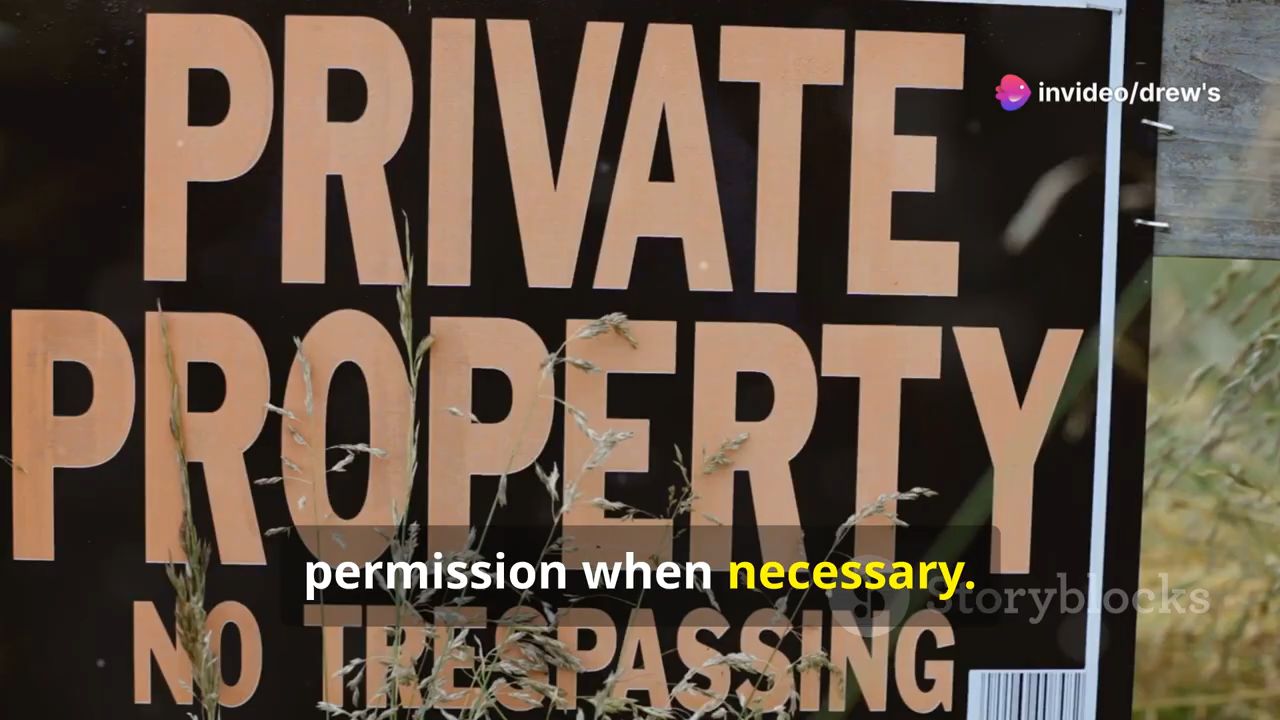 PRIVATE
invideo/drew's
PROPERTY
permission when necessary.
Storyblocks
NO TRESPASSING